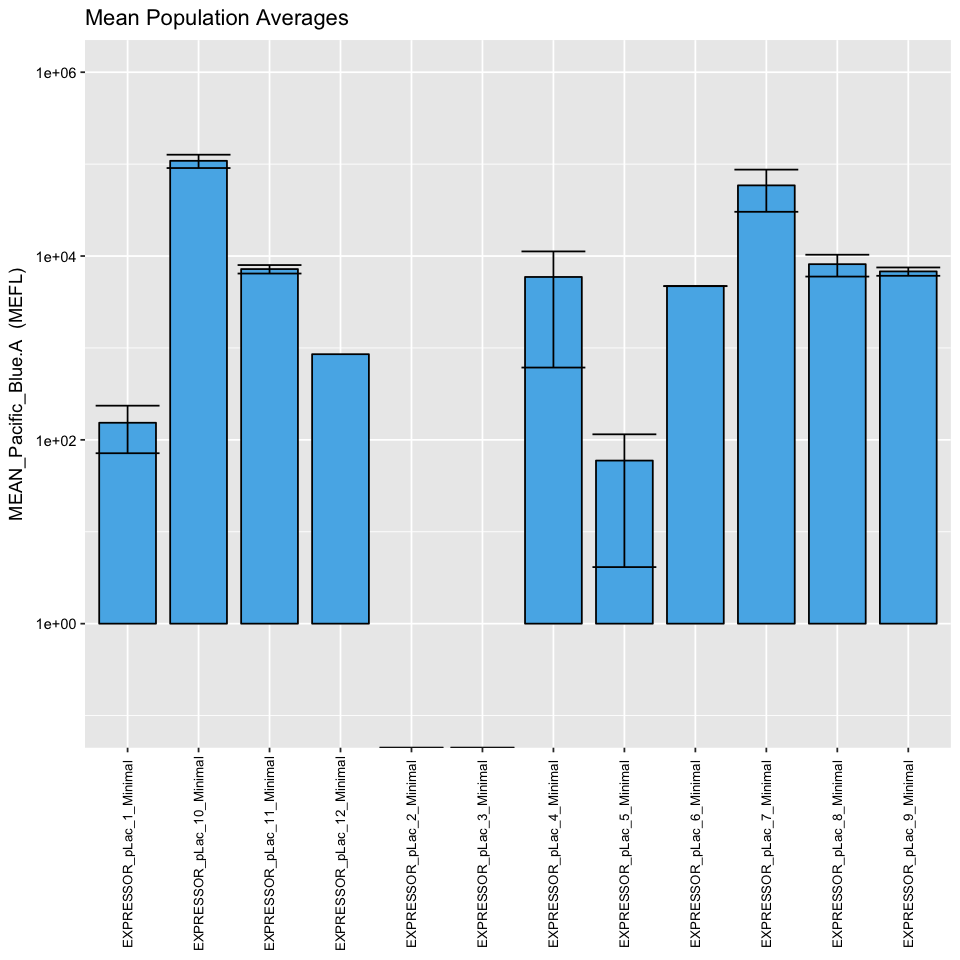 Mean Population Averages
MEAN_Pacific_Blue.A  (MEFL)
1e+06
1e+04
1e+02
1e+00
EXPRESSOR_pLac_1_Minimal
EXPRESSOR_pLac_10_Minimal
EXPRESSOR_pLac_11_Minimal
EXPRESSOR_pLac_12_Minimal
EXPRESSOR_pLac_2_Minimal
EXPRESSOR_pLac_3_Minimal
EXPRESSOR_pLac_4_Minimal
EXPRESSOR_pLac_5_Minimal
EXPRESSOR_pLac_6_Minimal
EXPRESSOR_pLac_7_Minimal
EXPRESSOR_pLac_8_Minimal
EXPRESSOR_pLac_9_Minimal